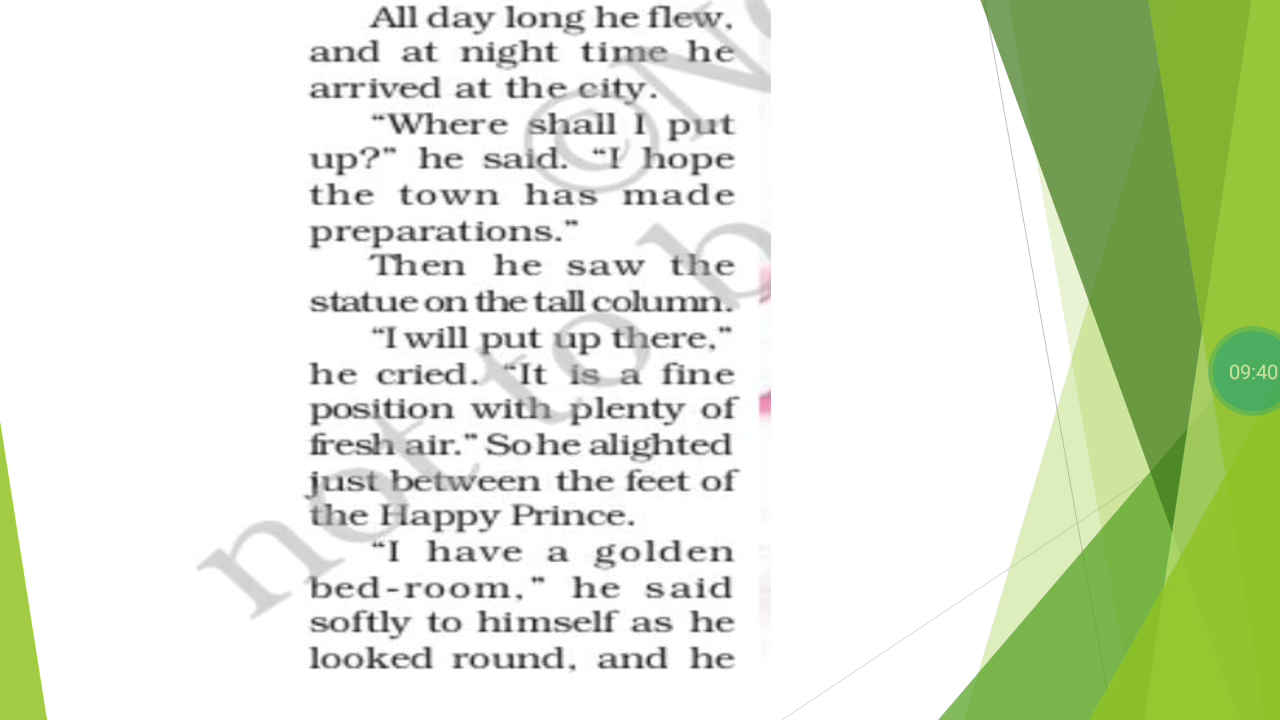 All day long he flew,
and at night time he
arrived at the city.
“Where shall I put
up?” he said. “I hope
the town has made
preparations.”
Then he saw the
statue on the tall column.
“I will put up there,”
he cried. “It is a fine
position with plenty of
fresh air.” So he alighted
just between the feet of
the Happy Prince.
“I have a golden
bed-room,” he said
softly to himself as he
looked round, and he
©N
not to b
09:40